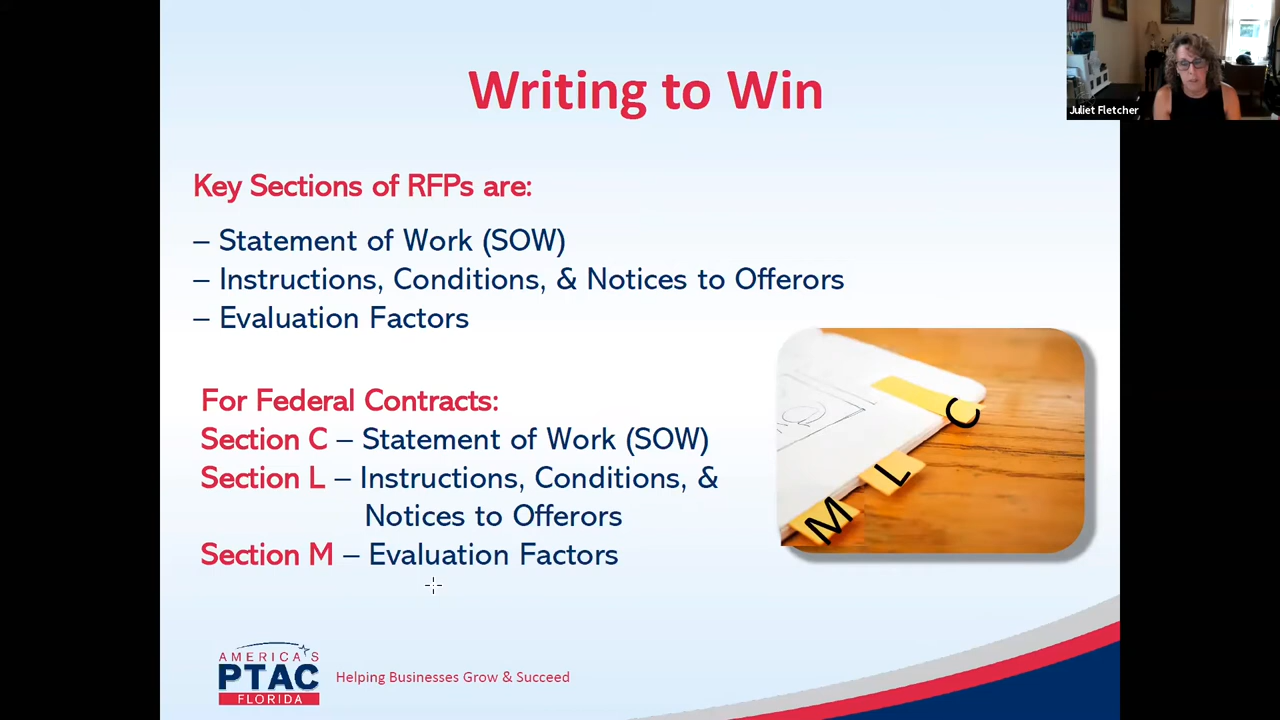 Writing to Win
Juliet Fletcher
Key Sections of RFPs are:
– Statement of Work (SOW)
– Instructions, Conditions, & Notices to Offerors
– Evaluation Factors
For Federal Contracts:
Section C – Statement of Work (SOW)
Section L – Instructions, Conditions, &
Notices to Offerors
Section M – Evaluation Factors
C
L
M
AMERICA'S
PTAC
FLORIDA
Helping Businesses Grow & Succeed